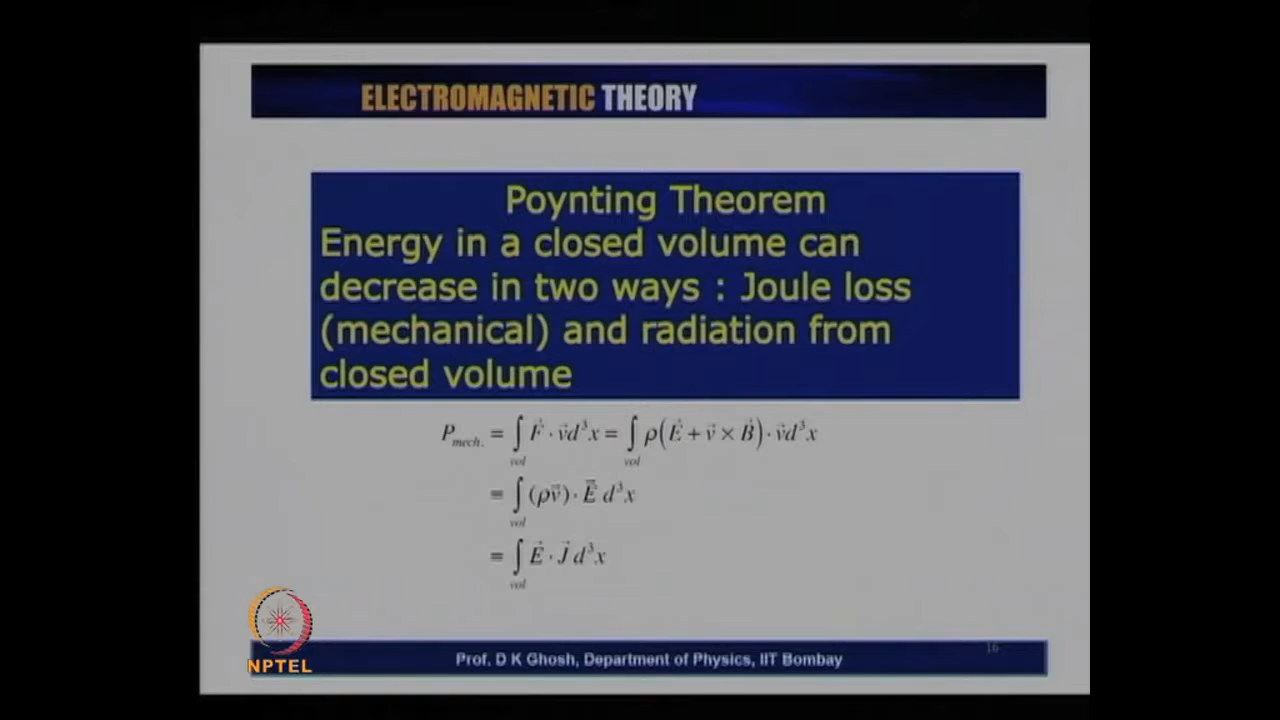 ELECTROMAGNETIC THEORY
Poynting Theorem
Energy in a closed volume can
decrease in two ways : Joule loss
(mechanical) and radiation from
closed volume
P_mech. = ∫_vol F⃗ · v⃗ d³x = ∫_vol ρ(E⃗ + v⃗ × B⃗) · v⃗ d³x
= ∫_vol (ρv⃗) · E⃗ d³x
= ∫_vol E⃗ · J⃗ d³x
NPTEL
Prof. D K Ghosh, Department of Physics, IIT Bombay
16